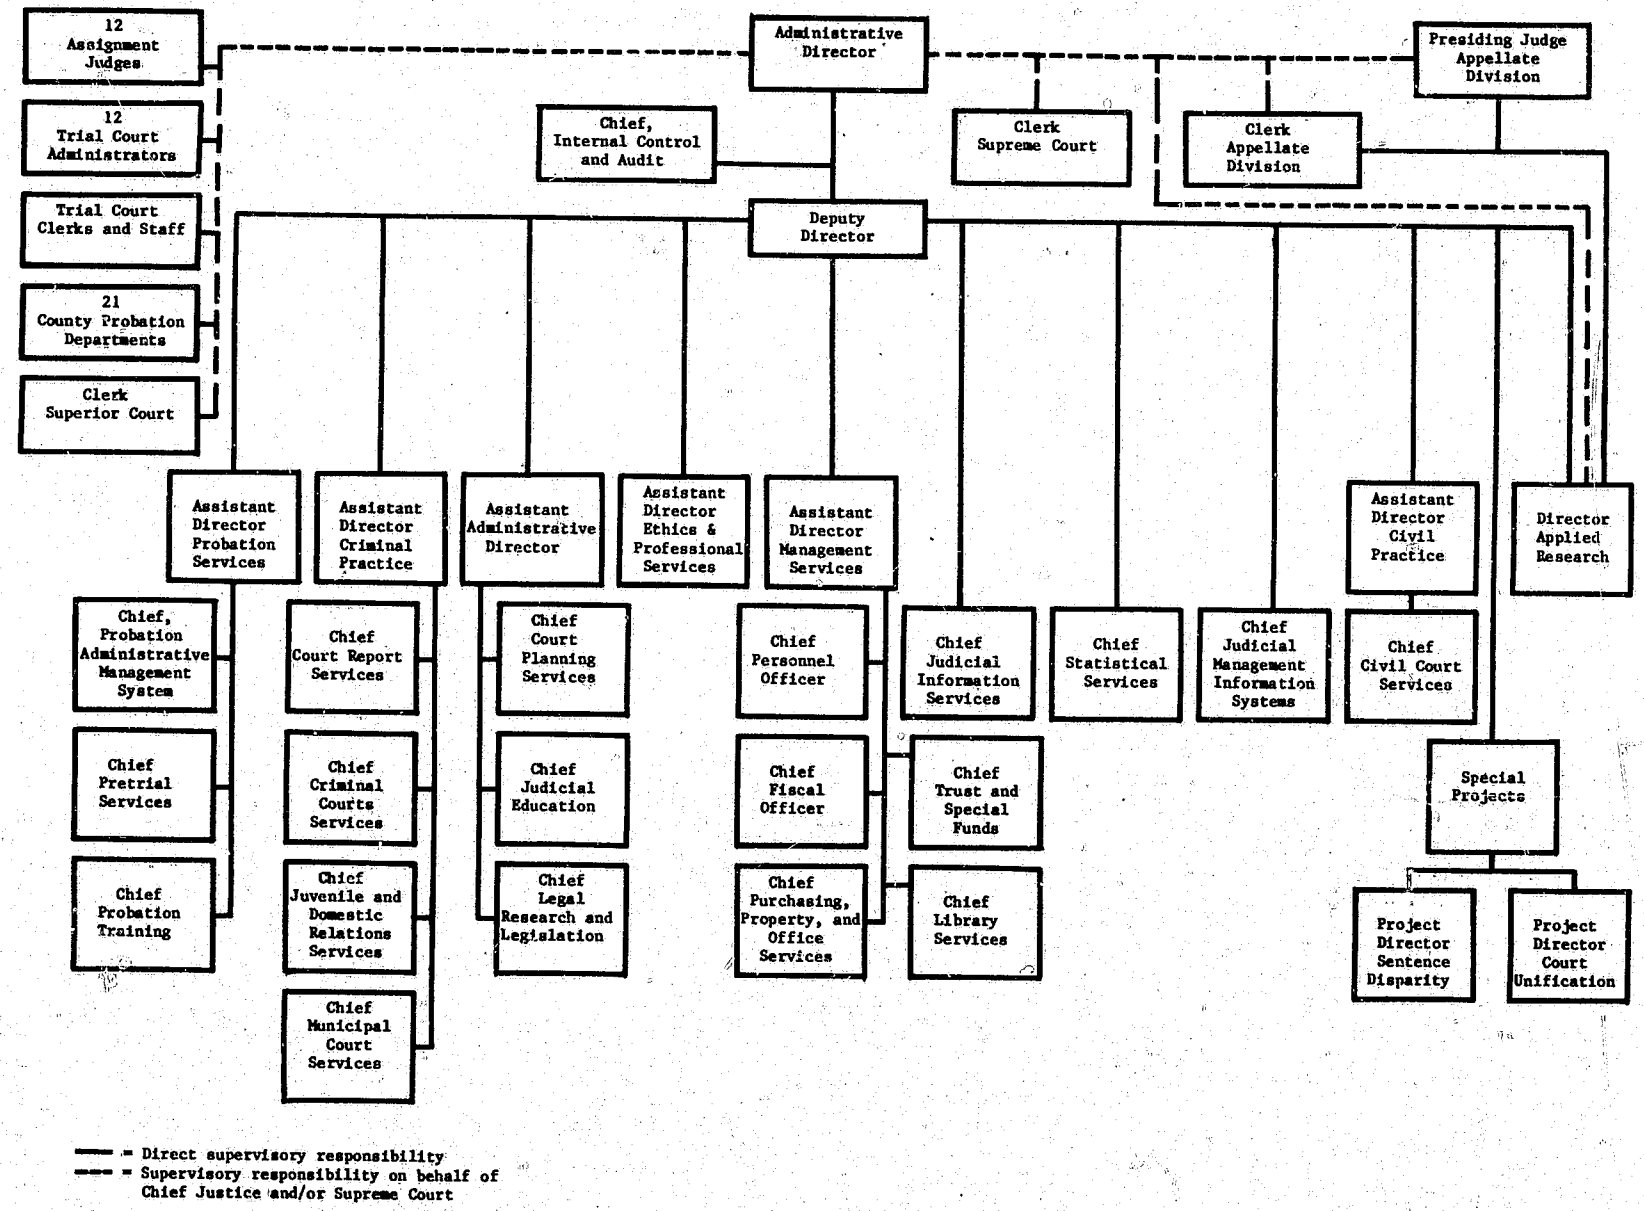 12
Assignment
Judges
Administrative
Director
Presiding Judge
Appellate
Division
12
Trial Court
Administrators
Chief,
Internal Control
and Audit
Clerk
Supreme Court
Clerk
Appellate
Division
Trial Court
Clerks and Staff
Deputy
Director
21
County Probation
Departments
Clerk
Superior Court
Assistant
Director
Probation
Services
Assistant
Director
Criminal
Practice
Assistant
Administrative
Director
Assistant
Director
Ethics &
Professional
Services
Assistant
Director
Management
Services
Assistant
Director
Civil
Practice
Director
Applied
Research
Chief,
Probation
Administrative
Management
System
Chief
Court Report
Services
Chief
Court
Planning
Services
Chief
Personnel
Officer
Chief
Judicial
Information
Services
Chief
Statistical
Services
Chief
Judicial
Management
Information
Systems
Chief
Civil Court
Services
Chief
Pretrial
Services
Chief
Criminal
Courts
Services
Chief
Judicial
Education
Chief
Fiscal
Officer
Chief
Trust and
Special
Funds
Special
Projects
Chief
Probation
Training
Chief
Juvenile and
Domestic
Relations
Services
Chief
Legal
Research and
Legislation
Chief
Purchasing,
Property, and
Office
Services
Chief
Library
Services
Project
Director
Sentence
Disparity
Project
Director
Court
Unification
Chief
Municipal
Court
Services
= Direct supervisory responsibility
= Supervisory responsibility on behalf of
Chief Justice and/or Supreme Court